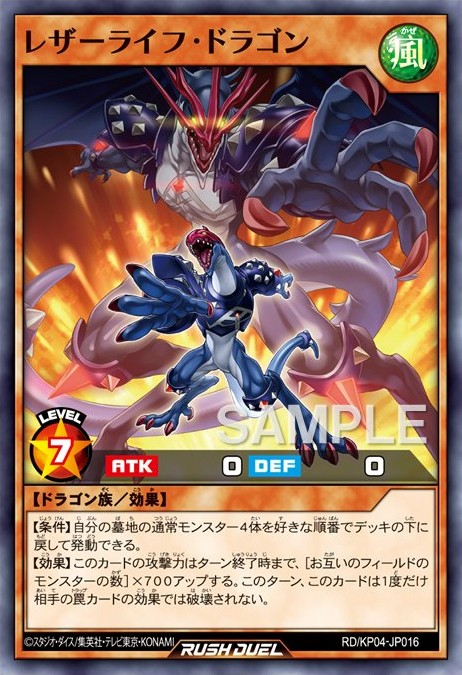 レザーライフ・ドラゴン
かぜ
風
SAMPLE
LEVEL
7
ATK 0 DEF 0
【ドラゴン族／効果】
【条件】自分の墓地の通常モンスター4体を好きな順番でデッキの下に
戻して発動できる。
【効果】このカードの攻撃力はターン終了時まで、［お互いのフィールドの
モンスターの数］×700アップする。このターン、このカードは1度だけ
相手の罠カードの効果では破壊されない。
©スタジオ・ダイス/集英社・テレビ東京・KONAMI
RUSH DUEL
RD/KP04-JP016